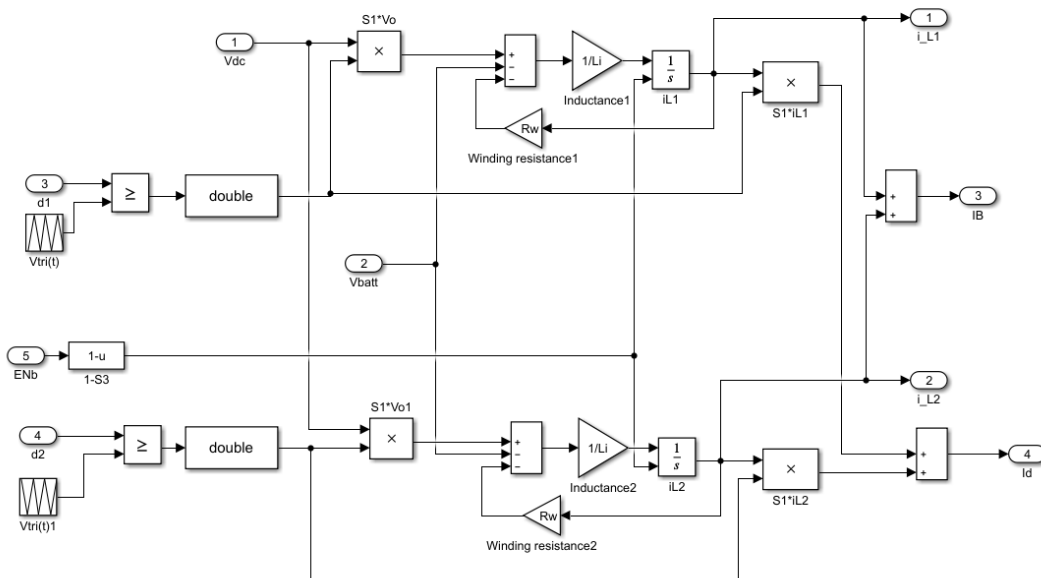 S1*Vo
1
Vdc
×
+
−
−
1/Li
Inductance1
1
s
iL1
×
S1*iL1
1
i_L1
Rw
Winding resistance1
3
d1
≥
double
Vtri(t)
+
+
3
IB
2
Vbatt
5
ENb
1-u
1-S3
2
i_L2
S1*Vo1
4
d2
≥
double
×
+
−
−
1/Li
Inductance2
1
s
iL2
×
S1*iL2
+
+
4
Id
Vtri(t)1
Rw
Winding resistance2